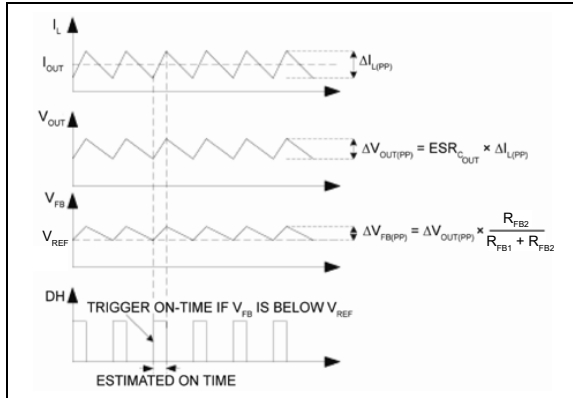 I_L
I_OUT
ΔI_L(PP)
V_OUT
ΔV_OUT(PP) = ESR_C_OUT × ΔI_L(PP)
V_FB
V_REF
ΔV_FB(PP) = ΔV_OUT(PP) × R_FB2 / R_FB1 + R_FB2
DH
TRIGGER ON-TIME IF V_FB IS BELOW V_REF
ESTIMATED ON TIME